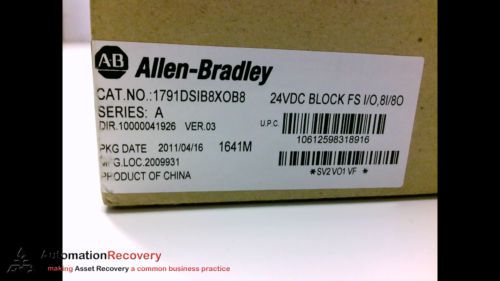 AB Allen-Bradley
CAT.NO.:1791DSIB8XOB8 24VDC BLOCK FS I/O,8I/8O
SERIES: A
DIR.10000041926 VER.03 U.P.C.
10612598318916
PKG DATE 2011/04/16 1641M
MFG.LOC.2009931
PRODUCT OF CHINA
*SV2VO1VF*
AutomationRecovery
making Asset Recovery a common business practice